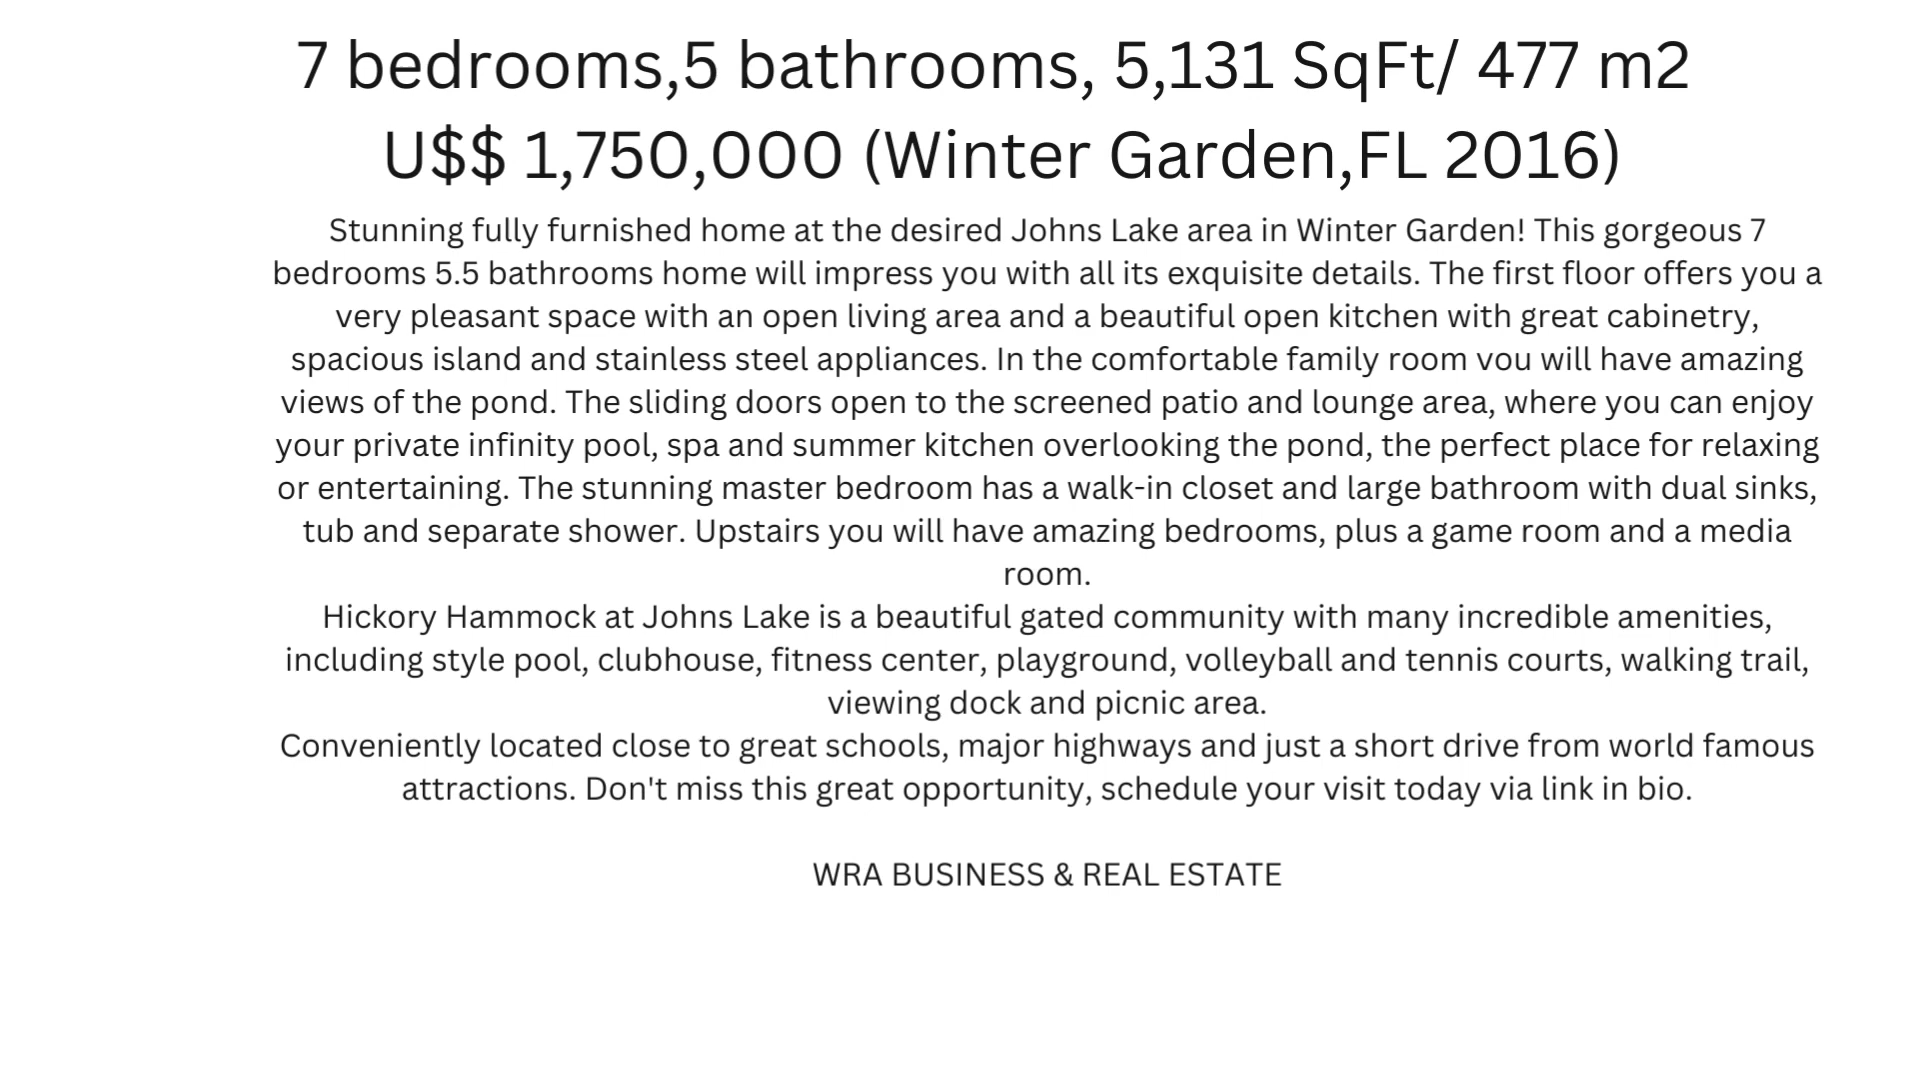 7 bedrooms,5 bathrooms, 5,131 SqFt/ 477 m2
U$$ 1,750,000 (Winter Garden,FL 2016)
Stunning fully furnished home at the desired Johns Lake area in Winter Garden! This gorgeous 7
bedrooms 5.5 bathrooms home will impress you with all its exquisite details. The first floor offers you a
very pleasant space with an open living area and a beautiful open kitchen with great cabinetry,
spacious island and stainless steel appliances. In the comfortable family room vou will have amazing
views of the pond. The sliding doors open to the screened patio and lounge area, where you can enjoy
your private infinity pool, spa and summer kitchen overlooking the pond, the perfect place for relaxing
or entertaining. The stunning master bedroom has a walk-in closet and large bathroom with dual sinks,
tub and separate shower. Upstairs you will have amazing bedrooms, plus a game room and a media
room.
Hickory Hammock at Johns Lake is a beautiful gated community with many incredible amenities,
including style pool, clubhouse, fitness center, playground, volleyball and tennis courts, walking trail,
viewing dock and picnic area.
Conveniently located close to great schools, major highways and just a short drive from world famous
attractions. Don't miss this great opportunity, schedule your visit today via link in bio.
WRA BUSINESS & REAL ESTATE